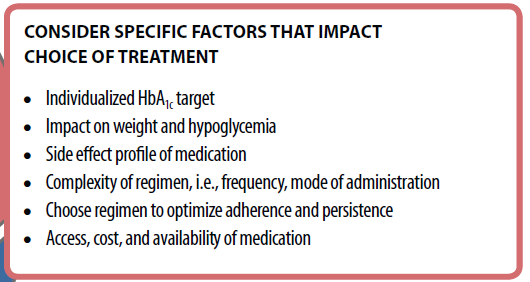 CONSIDER SPECIFIC FACTORS THAT IMPACT
CHOICE OF TREATMENT
• Individualized HbA1c target
• Impact on weight and hypoglycemia
• Side effect profile of medication
• Complexity of regimen, i.e., frequency, mode of administration
• Choose regimen to optimize adherence and persistence
• Access, cost, and availability of medication